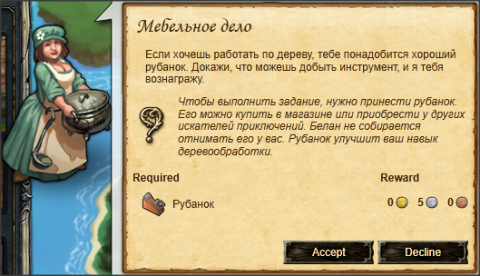 Мебельное дело
Если хочешь работать по дереву, тебе понадобится хороший
рубанок. Докажи, что можешь добыть инструмент, и я тебя
вознагражу.
Чтобы выполнить задание, нужно принести рубанок.
Его можно купить в магазине или приобрести у других
искателей приключений. Белан не собирается
отнимать его у вас. Рубанок улучшит ваш навык
деревообработки.
Required Reward
Рубанок 0 5 0
Accept Decline